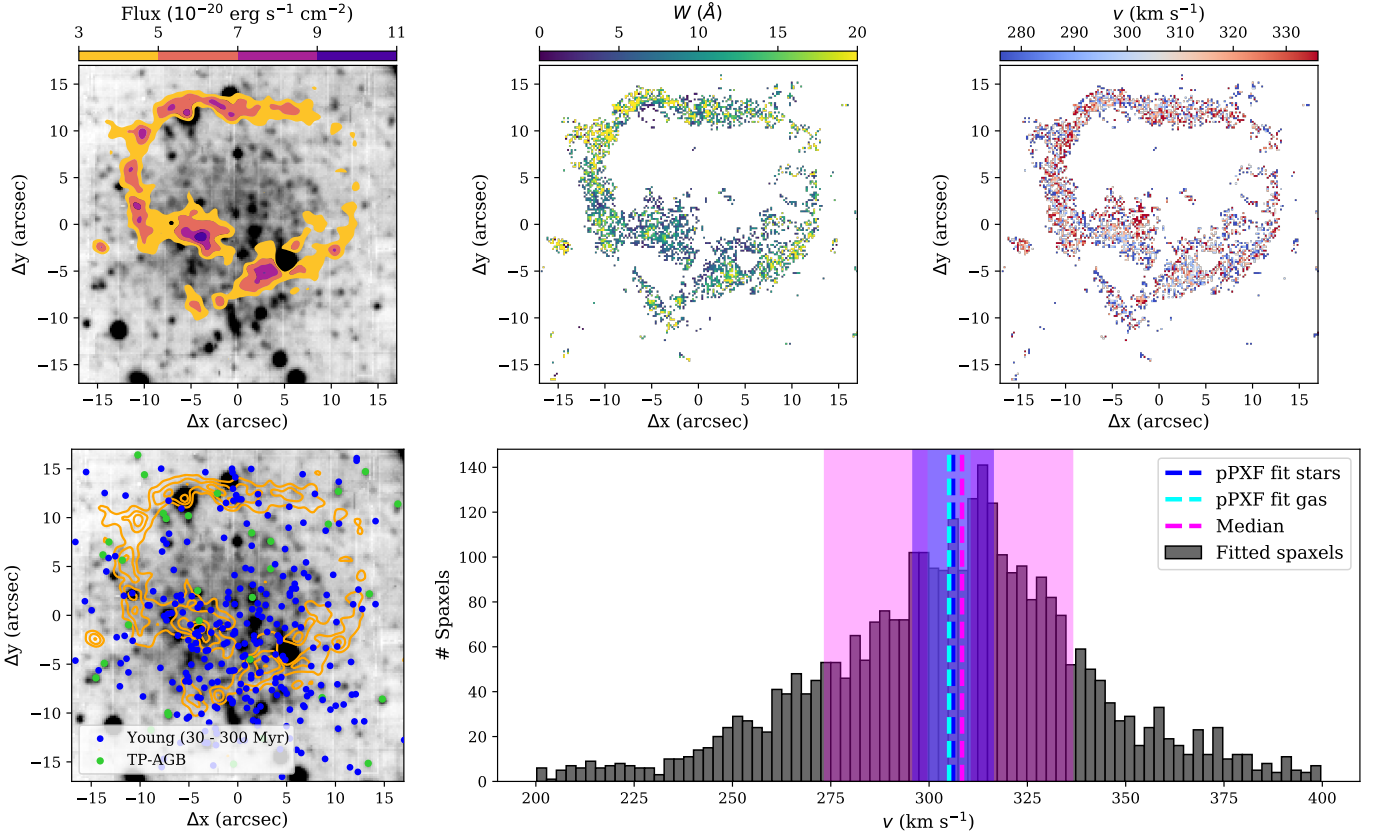 Flux (10⁻²⁰ erg s⁻¹ cm⁻²)
3 5 7 9 11
Δy (arcsec)
15
10
5
0
−5
−10
−15
−15 −10 −5 0 5 10 15
Δx (arcsec)
W (Å)
0 5 10 15 20
Δy (arcsec)
15
10
5
0
−5
−10
−15
−15 −10 −5 0 5 10 15
Δx (arcsec)
v (km s⁻¹)
280 290 300 310 320 330
Δy (arcsec)
15
10
5
0
−5
−10
−15
−15 −10 −5 0 5 10 15
Δx (arcsec)
Δy (arcsec)
15
10
5
0
−5
−10
−15
Young (30 - 300 Myr)
TP-AGB
−15 −10 −5 0 5 10 15
Δx (arcsec)
# Spaxels
140
120
100
80
60
40
20
0
pPXF fit stars
pPXF fit gas
Median
Fitted spaxels
200 225 250 275 300 325 350 375 400
v (km s⁻¹)